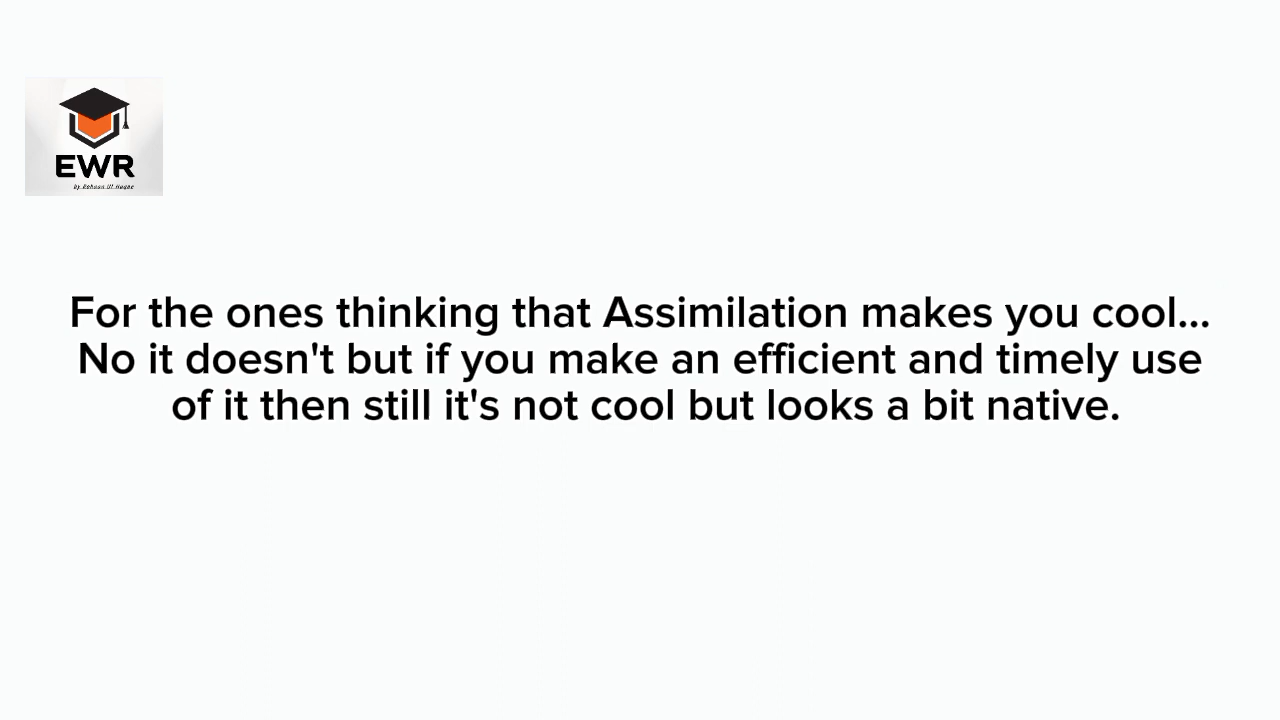 EWR
For the ones thinking that Assimilation makes you cool...
No it doesn't but if you make an efficient and timely use
of it then still it's not cool but looks a bit native.